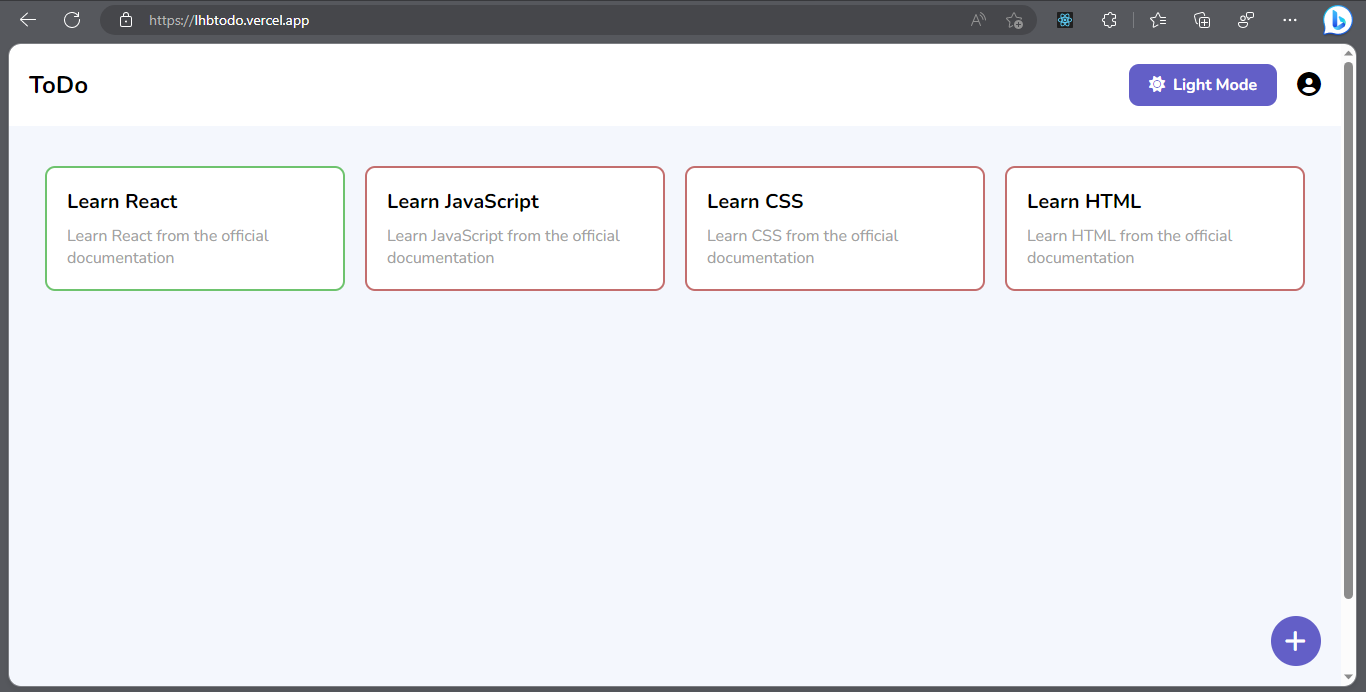 https://lhbtodo.vercel.app
ToDo
Light Mode
Learn React
Learn React from the official
documentation
Learn JavaScript
Learn JavaScript from the official
documentation
Learn CSS
Learn CSS from the official
documentation
Learn HTML
Learn HTML from the official
documentation